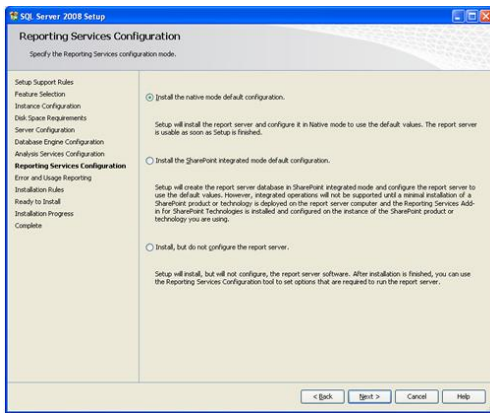 SQL Server 2008 Setup
Reporting Services Configuration
Specify the Reporting Services configuration mode.
Setup Support Rules
Feature Selection
Instance Configuration
Disk Space Requirements
Server Configuration
Database Engine Configuration
Analysis Services Configuration
Reporting Services Configuration
Error and Usage Reporting
Installation Rules
Ready to Install
Installation Progress
Complete
Install the native mode default configuration.
Setup will install the report server and configure it in Native mode to use the default values. The report server
is usable as soon as Setup is finished.
Install the SharePoint integrated mode default configuration.
Setup will create the report server database in SharePoint integrated mode and configure the report server to
use the default values. However, integrated operations will not be supported until a minimal installation of a
SharePoint product or technology is deployed on the report server computer and the Reporting Services Add-
in for SharePoint Technologies is installed and configured on the instance of the SharePoint product or
technology you are using.
Install, but do not configure the report server.
Setup will install, but will not configure, the report server software. After installation is finished, you can use
the Reporting Services Configuration tool to set options that are required to run the report server.
< Back
Next >
Cancel
Help